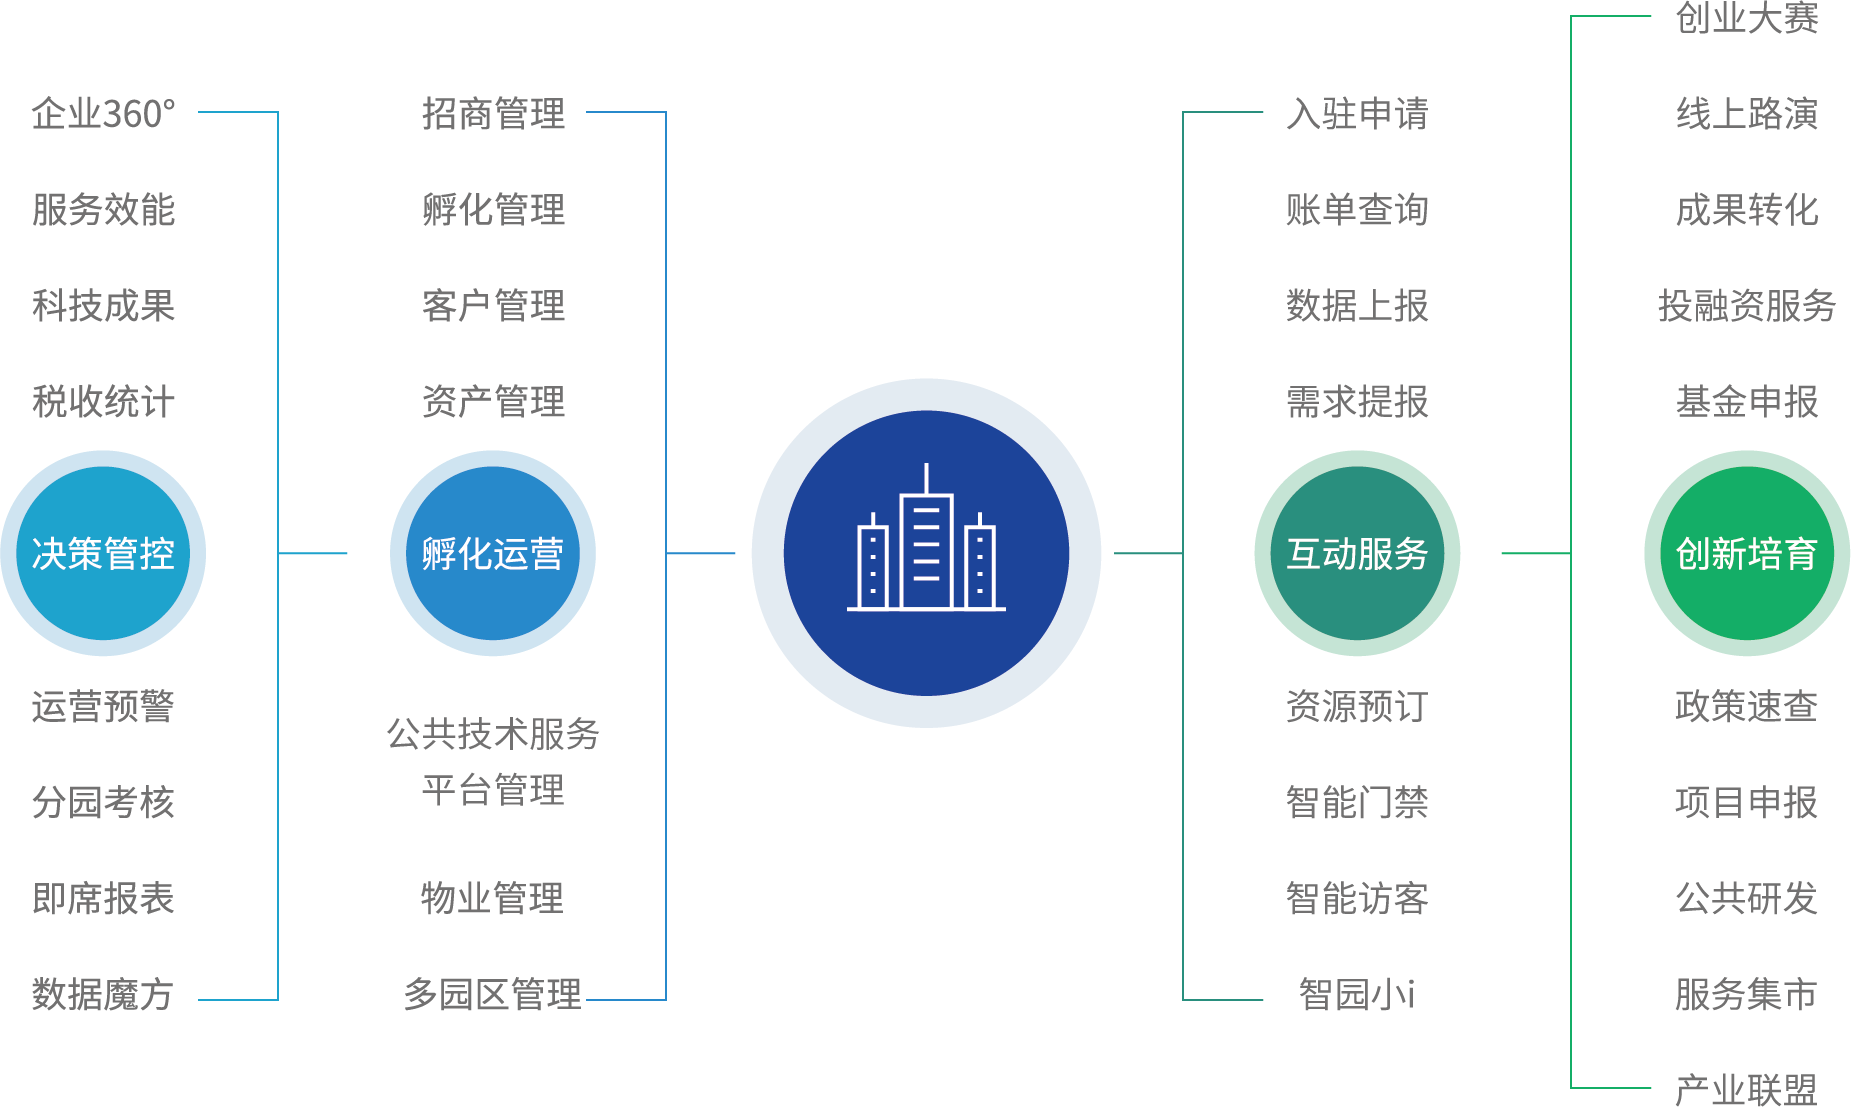 企业360°
服务效能
科技成果
税收统计
决策管控
运营预警
分园考核
即席报表
数据魔方
招商管理
孵化管理
客户管理
资产管理
孵化运营
公共技术服务
平台管理
物业管理
多园区管理
入驻申请
账单查询
数据上报
需求提报
互动服务
资源预订
智能门禁
智能访客
智园小i
创业大赛
线上路演
成果转化
投融资服务
基金申报
创新培育
政策速查
项目申报
公共研发
服务集市
产业联盟